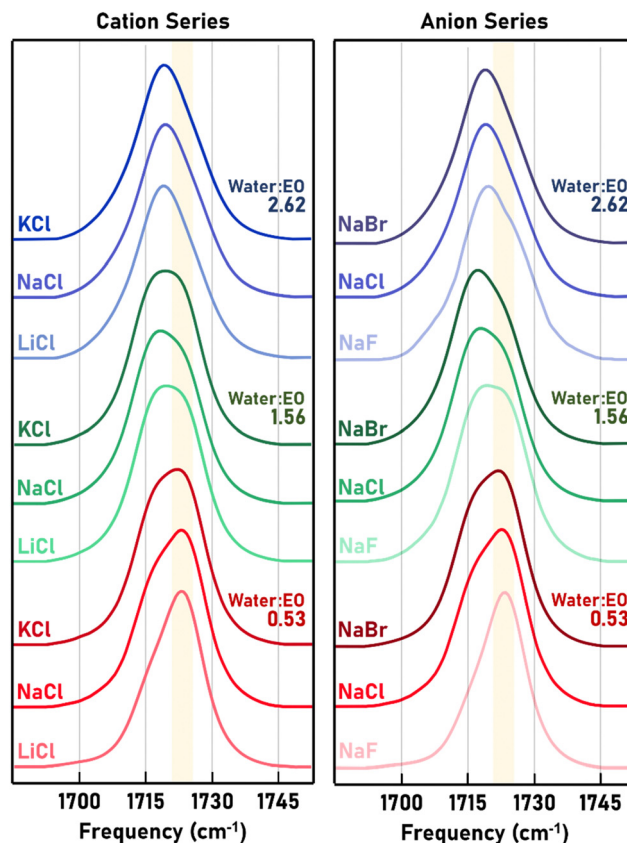 Cation Series
Water:EO
2.62
KCl
NaCl
LiCl
Water:EO
1.56
KCl
NaCl
LiCl
Water:EO
0.53
KCl
NaCl
LiCl
1700 1715 1730 1745
Frequency (cm⁻¹)
Anion Series
Water:EO
2.62
NaBr
NaCl
NaF
Water:EO
1.56
NaBr
NaCl
NaF
Water:EO
0.53
NaBr
NaCl
NaF
1700 1715 1730 1745
Frequency (cm⁻¹)